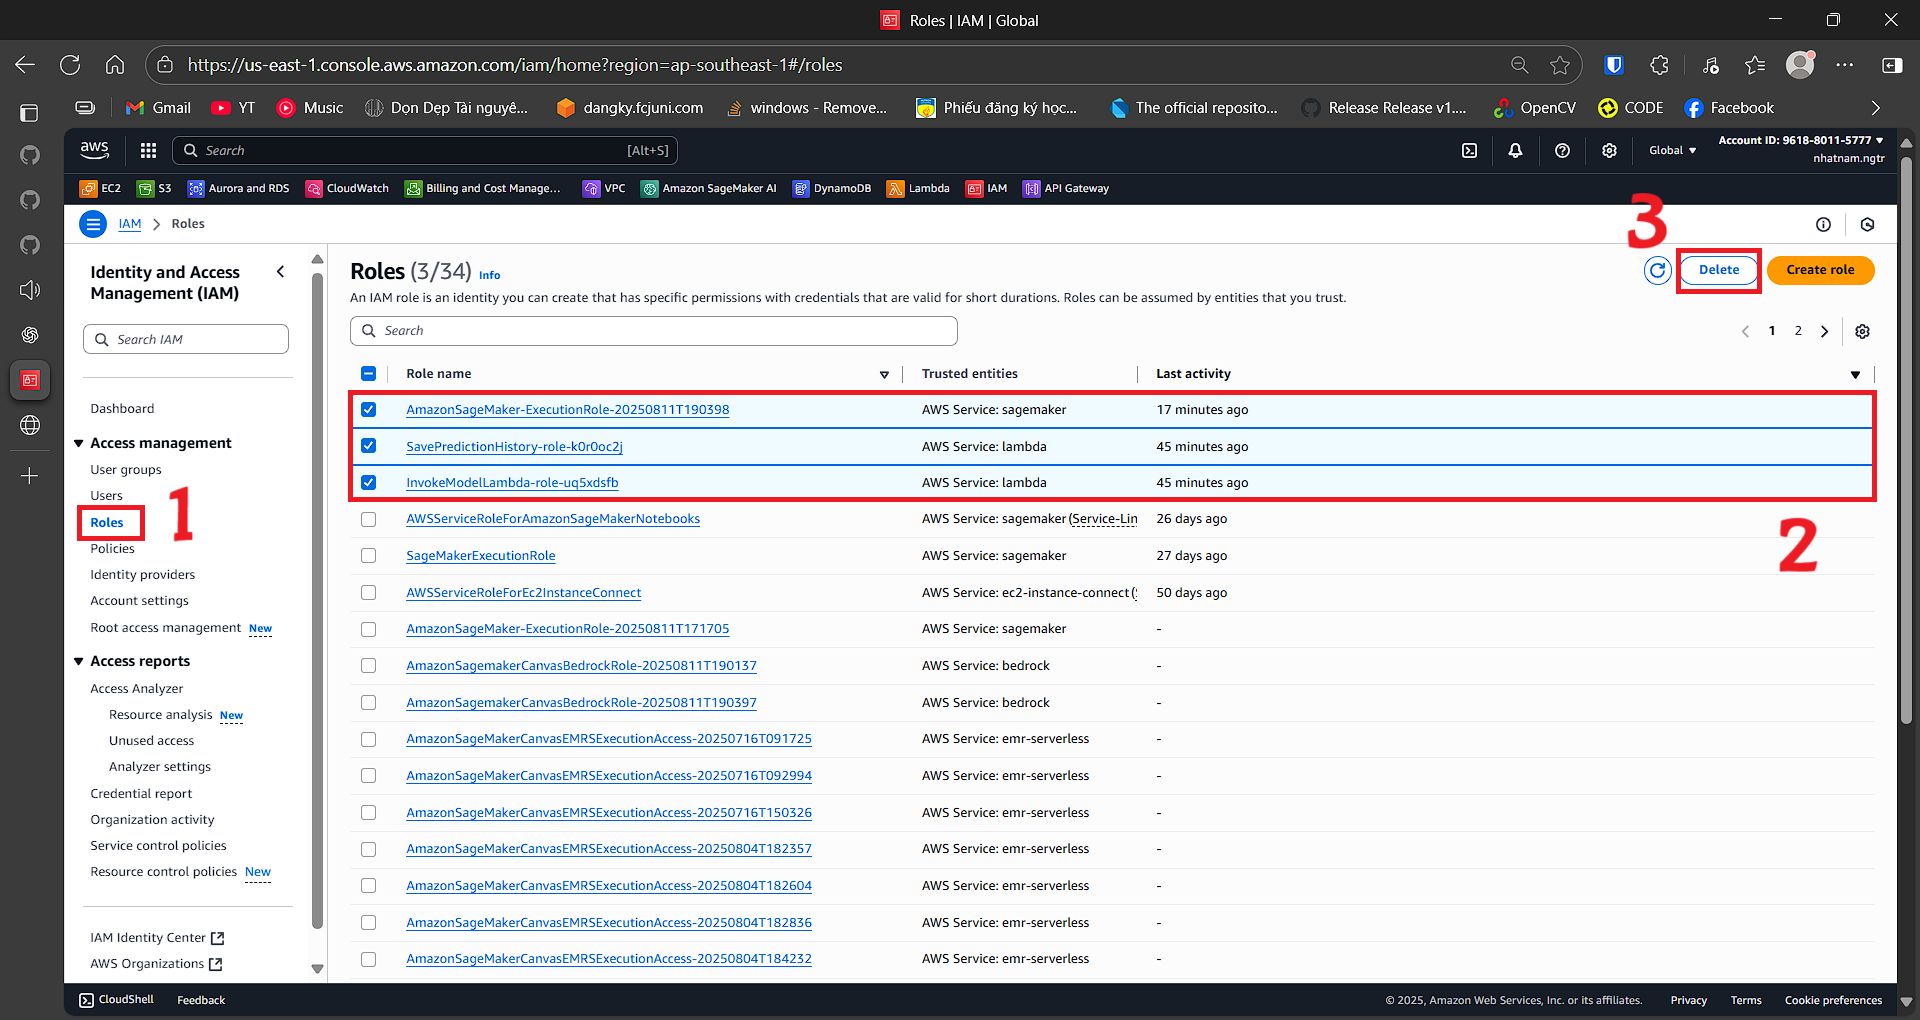 Roles | IAM | Global
https://us-east-1.console.aws.amazon.com/iam/home?region=ap-southeast-1#/roles
Gmail YT Music Dọn Dẹp Tài nguyê... dangky.fcjuni.com windows - Remove... Phiếu đăng ký học... The official reposito... Release Release v1.... OpenCV CODE Facebook
aws Search [Alt+S] Global Account ID: 9618-8011-5777
nhatnam.ngtr
EC2 S3 Aurora and RDS CloudWatch Billing and Cost Manage... VPC Amazon SageMaker AI DynamoDB Lambda IAM API Gateway
IAM > Roles
3
Identity and Access
Management (IAM)
Search IAM
Dashboard
Access management
User groups
Users
Roles
1
Policies
Identity providers
Account settings
Root access management New
Access reports
Access Analyzer
Resource analysis New
Unused access
Analyzer settings
Credential report
Organization activity
Service control policies
Resource control policies New
IAM Identity Center
AWS Organizations
Roles (3/34) Info
Delete Create role
An IAM role is an identity you can create that has specific permissions with credentials that are valid for short durations. Roles can be assumed by entities that you trust.
Search
1 2
Role name Trusted entities Last activity
AmazonSageMaker-ExecutionRole-20250811T190398 AWS Service: sagemaker 17 minutes ago
SavePredictionHistory-role-k0r0oc2j AWS Service: lambda 45 minutes ago
InvokeModelLambda-role-uq5xdsfb AWS Service: lambda 45 minutes ago
AWSServiceRoleForAmazonSageMakerNotebooks AWS Service: sagemaker (Service-Lin 26 days ago
2
SageMakerExecutionRole AWS Service: sagemaker 27 days ago
AWSServiceRoleForEc2InstanceConnect AWS Service: ec2-instance-connect ( 50 days ago
AmazonSageMaker-ExecutionRole-20250811T171705 AWS Service: sagemaker -
AmazonSagemakerCanvasBedrockRole-20250811T190137 AWS Service: bedrock -
AmazonSagemakerCanvasBedrockRole-20250811T190397 AWS Service: bedrock -
AmazonSageMakerCanvasEMRSExecutionAccess-20250716T091725 AWS Service: emr-serverless -
AmazonSageMakerCanvasEMRSExecutionAccess-20250716T092994 AWS Service: emr-serverless -
AmazonSageMakerCanvasEMRSExecutionAccess-20250716T150326 AWS Service: emr-serverless -
AmazonSageMakerCanvasEMRSExecutionAccess-20250804T182357 AWS Service: emr-serverless -
AmazonSageMakerCanvasEMRSExecutionAccess-20250804T182604 AWS Service: emr-serverless -
AmazonSageMakerCanvasEMRSExecutionAccess-20250804T182836 AWS Service: emr-serverless -
AmazonSageMakerCanvasEMRSExecutionAccess-20250804T184232 AWS Service: emr-serverless -
CloudShell Feedback © 2025, Amazon Web Services, Inc. or its affiliates. Privacy Terms Cookie preferences